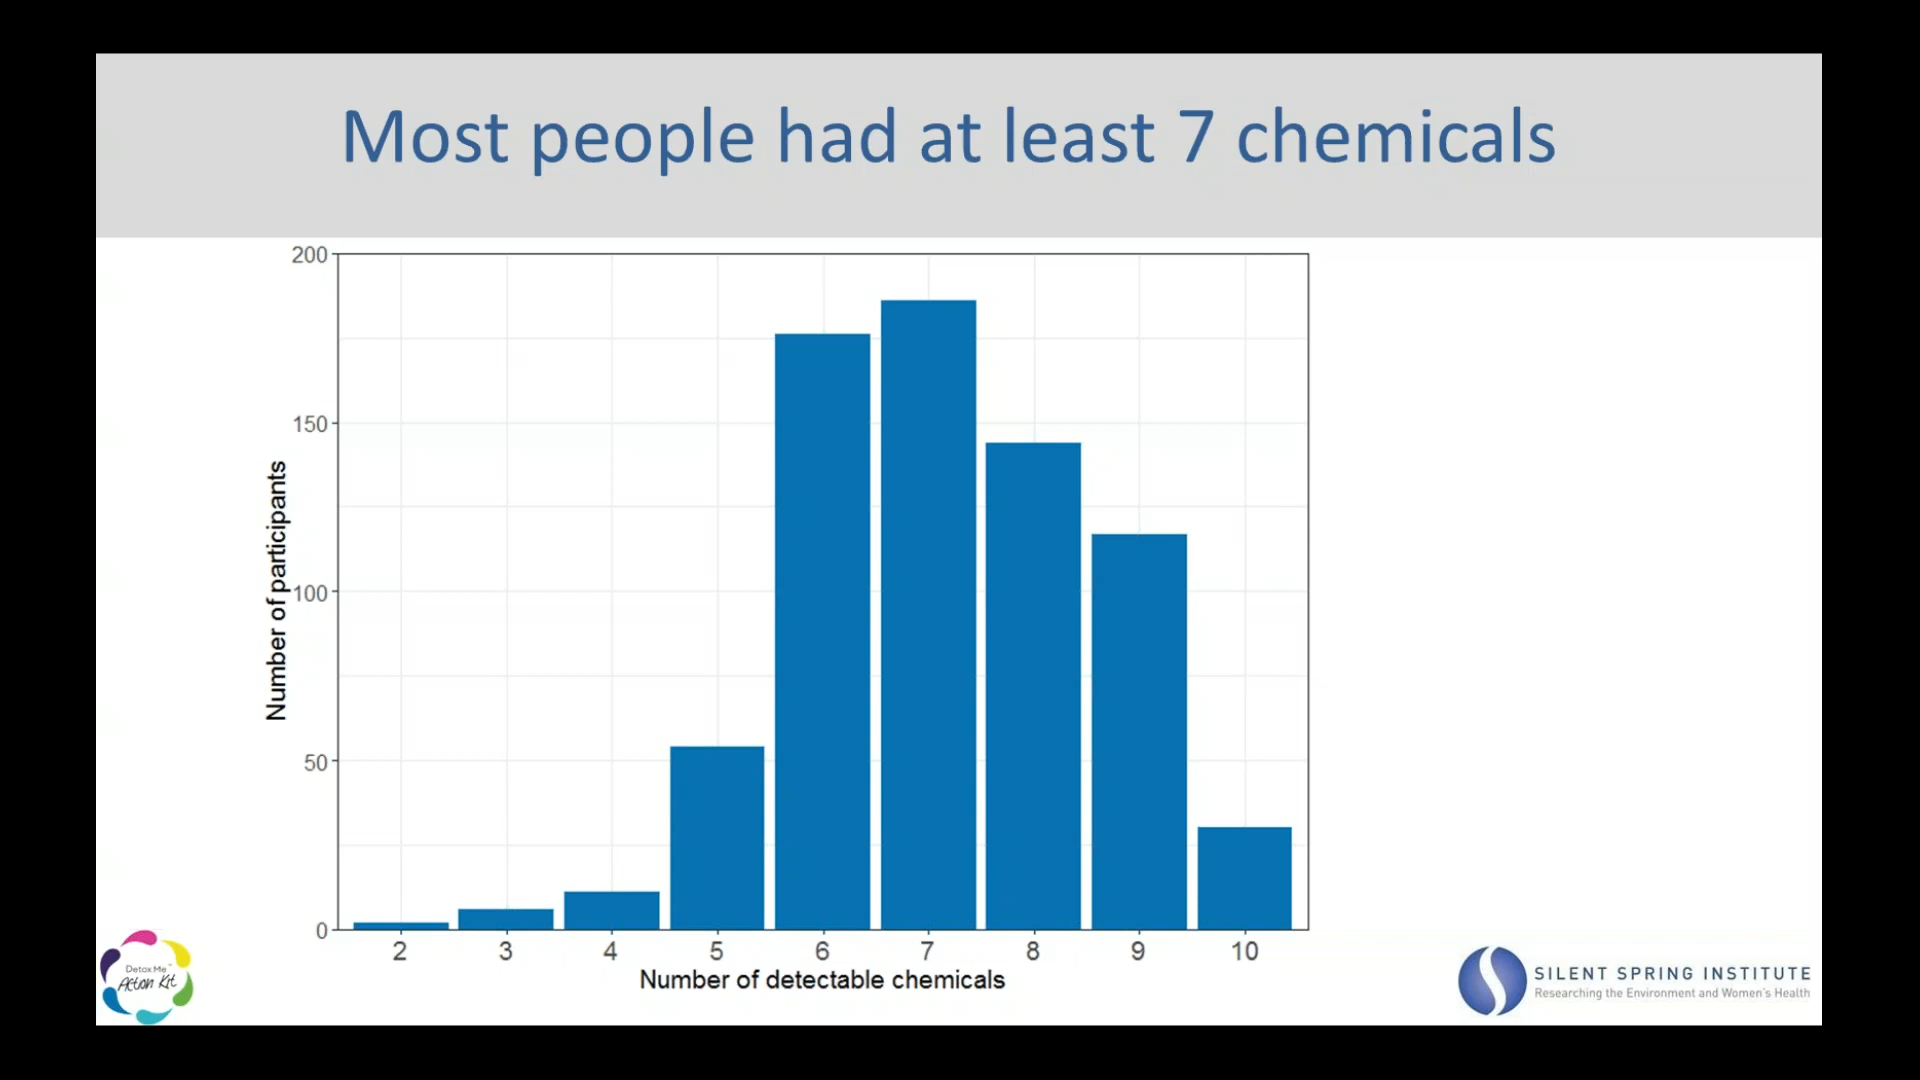 Most people had at least 7 chemicals
200
150
100
50
0
Number of participants
2 3 4 5 6 7 8 9 10
Number of detectable chemicals
Detox Me™
Action Kit
SILENT SPRING INSTITUTE
Researching the Environment and Women's Health